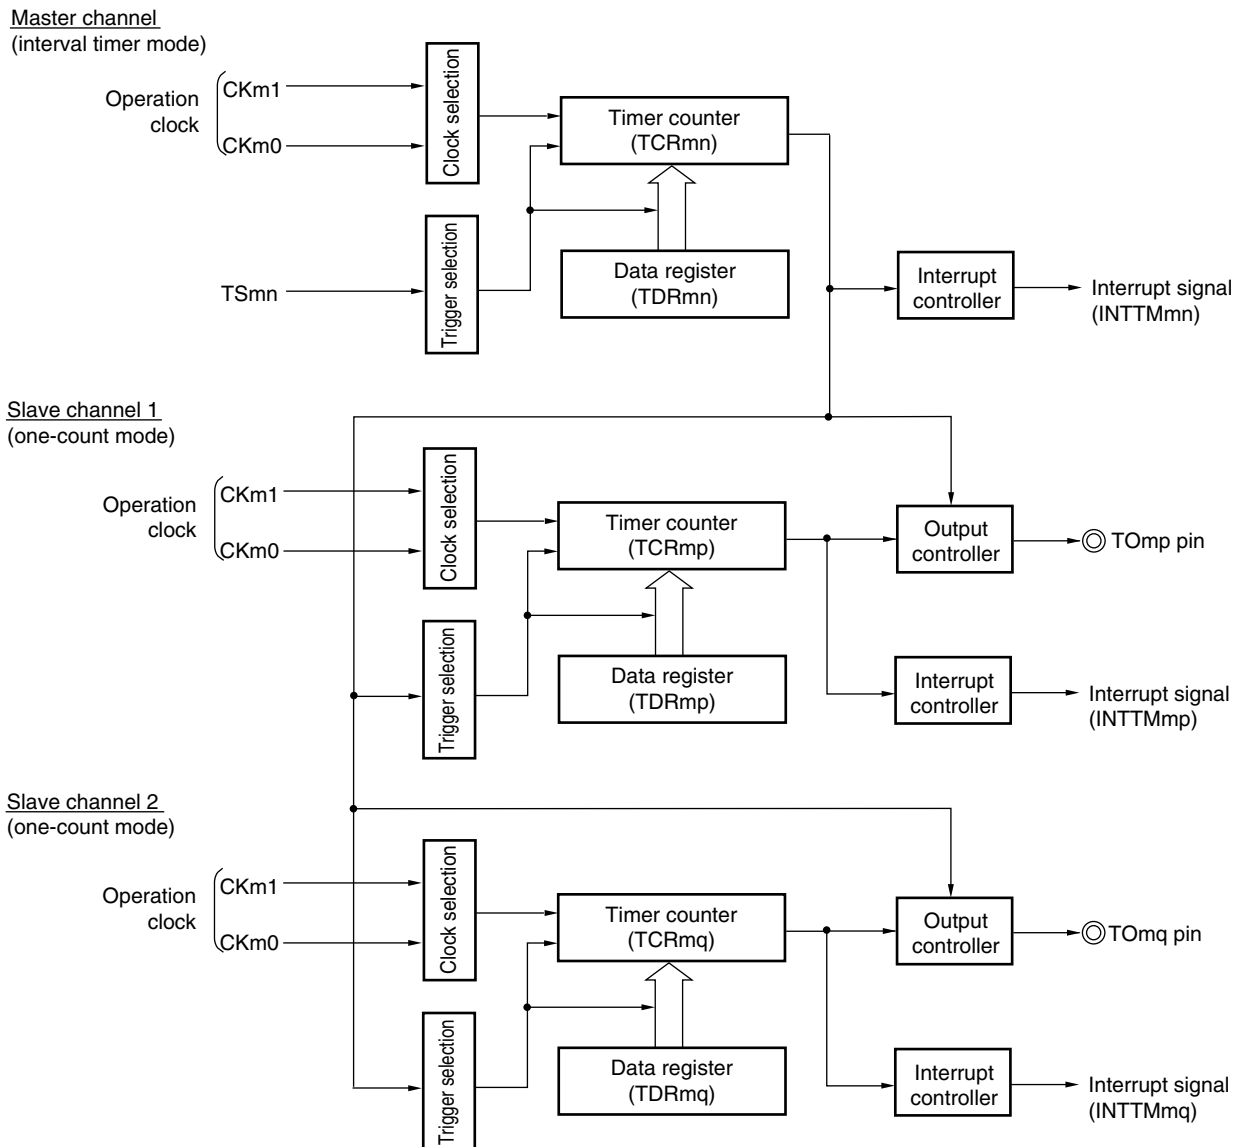 Master channel
(interval timer mode)
Operation
clock
CKm1
CKm0
Clock selection
Timer counter
(TCRmn)
TSmn
Trigger selection
Data register
(TDRmn)
Interrupt
controller
Interrupt signal
(INTTMmn)
Slave channel 1
(one-count mode)
Operation
clock
CKm1
CKm0
Clock selection
Timer counter
(TCRmp)
Output
controller
TOmp pin
Trigger selection
Data register
(TDRmp)
Interrupt
controller
Interrupt signal
(INTTMmp)
Slave channel 2
(one-count mode)
Operation
clock
CKm1
CKm0
Clock selection
Timer counter
(TCRmq)
Output
controller
TOmq pin
Trigger selection
Data register
(TDRmq)
Interrupt
controller
Interrupt signal
(INTTMmq)